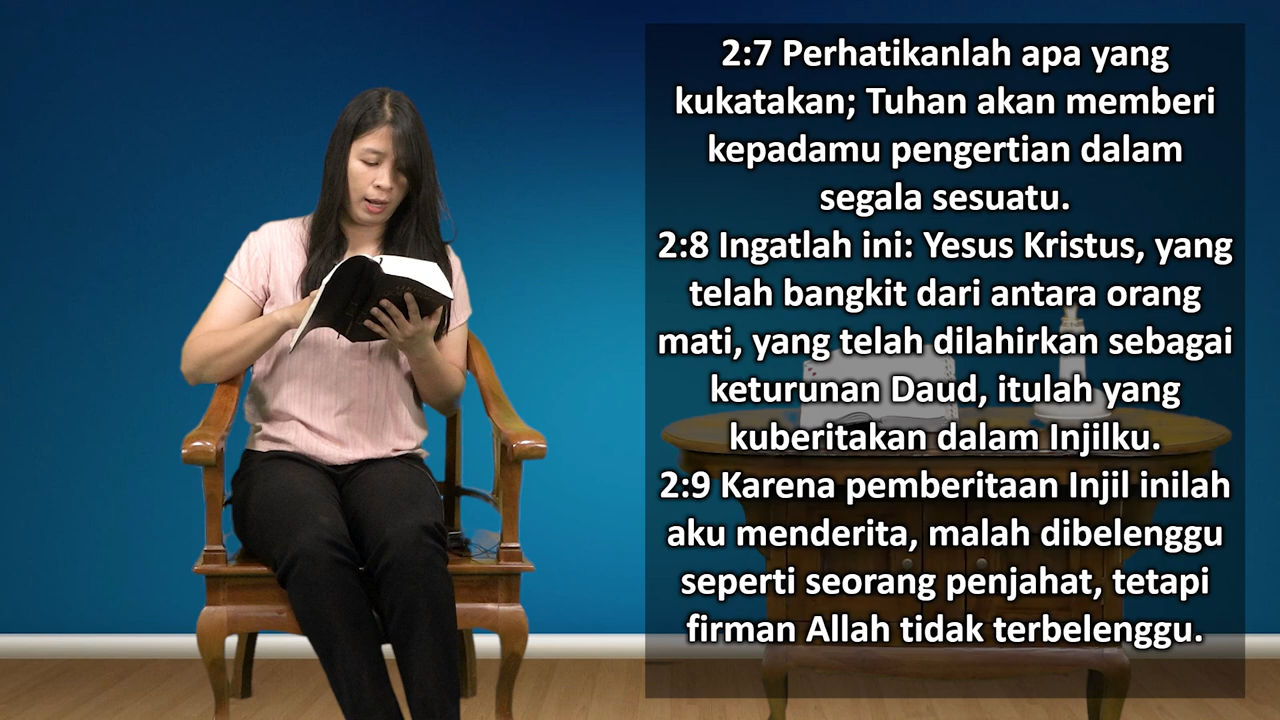 2:7 Perhatikanlah apa yang
kukatakan; Tuhan akan memberi
kepadamu pengertian dalam
segala sesuatu.
2:8 Ingatlah ini: Yesus Kristus, yang
telah bangkit dari antara orang
mati, yang telah dilahirkan sebagai
keturunan Daud, itulah yang
kuberitakan dalam Injilku.
2:9 Karena pemberitaan Injil inilah
aku menderita, malah dibelenggu
seperti seorang penjahat, tetapi
firman Allah tidak terbelenggu.